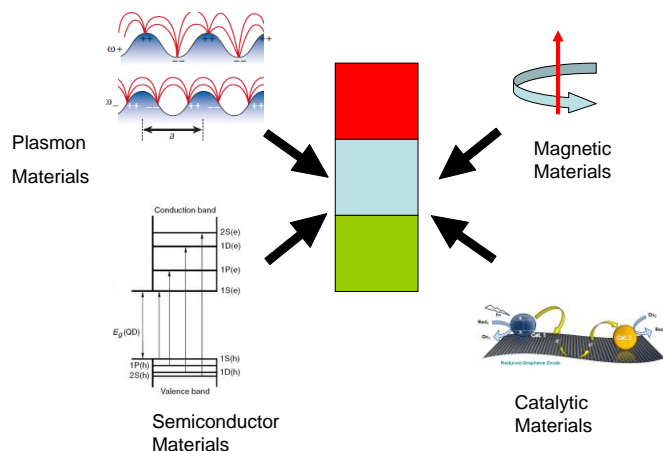 ω+
++
++
++
-- 
--
ω-
++
--
++
--
++
a
Plasmon
Materials
Magnetic
Materials
Conduction band
2S(e)
1D(e)
1P(e)
1S(e)
Eg(QD)
1S(h)
1P(h)
1D(h)
2S(h)
Valence band
Semiconductor
Materials
Reduced Graphene Oxide
Catalytic
Materials